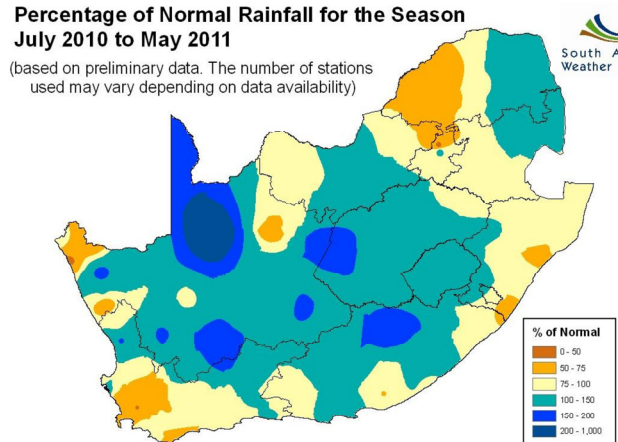 Percentage of Normal Rainfall for the Season
July 2010 to May 2011
(based on preliminary data. The number of stations
used may vary depending on data availability)
South A
Weather
% of Normal
0 - 50
50 - 75
75 - 100
100 - 150
150 - 200
200 - 1,000